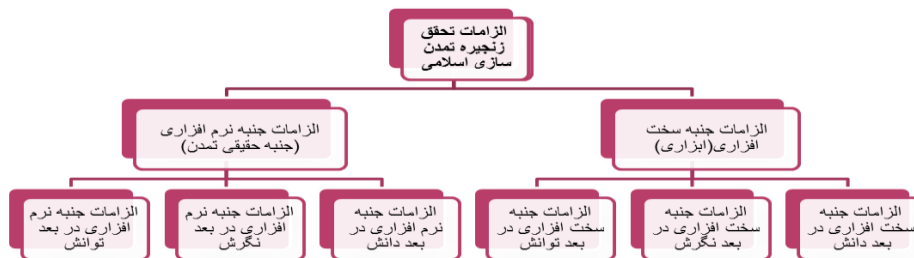 الزامات تحقق
زنجیره تمدن
سازی اسلامی
الزامات جنبه سخت
افزاری(ابزاری)
الزامات جنبه نرم افزاری
(جنبه حقیقی تمدن)
الزامات جنبه
سخت افزاری در
بعد دانش
الزامات جنبه
سخت افزاری در
بعد نگرش
الزامات جنبه
سخت افزاری در
بعد توانش
الزامات جنبه
نرم افزاری در
بعد دانش
الزامات جنبه نرم
افزاری در بعد
نگرش
الزامات جنبه نرم
افزاری در بعد
توانش